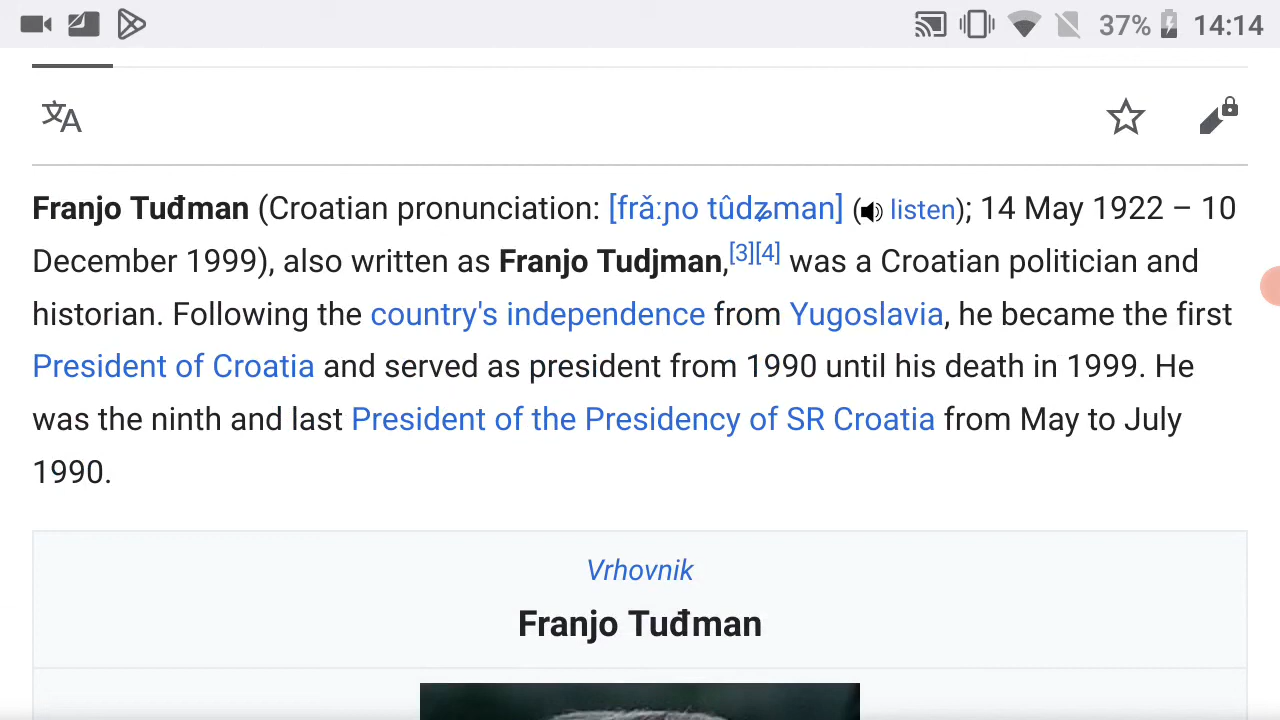 37% 14:14
Franjo Tuđman (Croatian pronunciation: [frǎːɲo tûdʑman] ( listen); 14 May 1922 – 10
December 1999), also written as Franjo Tudjman,[3][4] was a Croatian politician and
historian. Following the country's independence from Yugoslavia, he became the first
President of Croatia and served as president from 1990 until his death in 1999. He
was the ninth and last President of the Presidency of SR Croatia from May to July
1990.
Vrhovnik
Franjo Tuđman